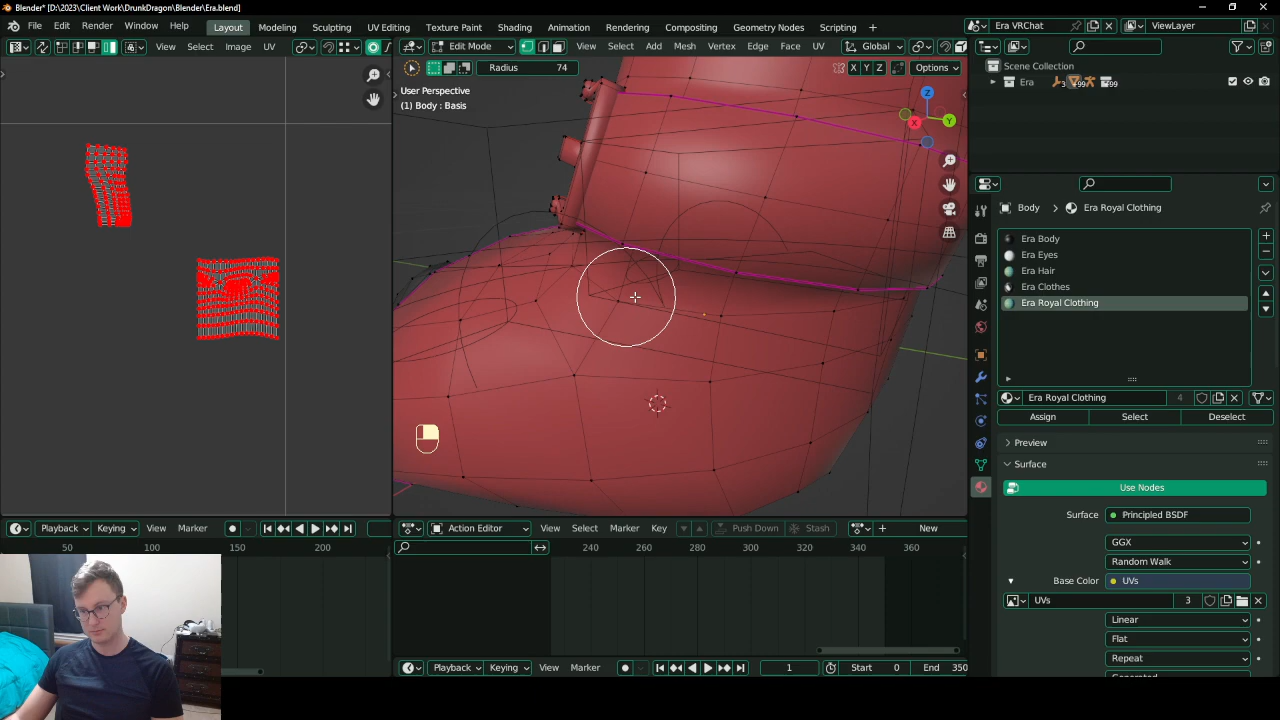 Blender* [D:\2023\Client Work\DrunkDragon\Blender\Era.blend]
File Edit Render Window Help Layout Modeling Sculpting UV Editing Texture Paint Shading Animation Rendering Compositing Geometry Nodes Scripting + Era VRChat ViewLayer
View Select Image UV Edit Mode View Select Add Mesh Vertex Edge Face UV Global
Radius 74 X Y Z Options
Scene Collection
Era
User Perspective
(1) Body : Basis
Z
Y
X
Body > Era Royal Clothing
Era Body
Era Eyes
Era Hair
Era Clothes
Era Royal Clothing
Era Royal Clothing 4
Assign Select Deselect
Preview
Surface
Use Nodes
Surface Principled BSDF
GGX
Random Walk
Base Color UVs
UVs 3
Linear
Flat
Repeat
Playback Keying View Marker Action Editor View Select Marker Key Push Down Stash New
50 100 150 200 240 260 280 300 320 340 360
Playback Keying View Marker 1 Start 0 End 350